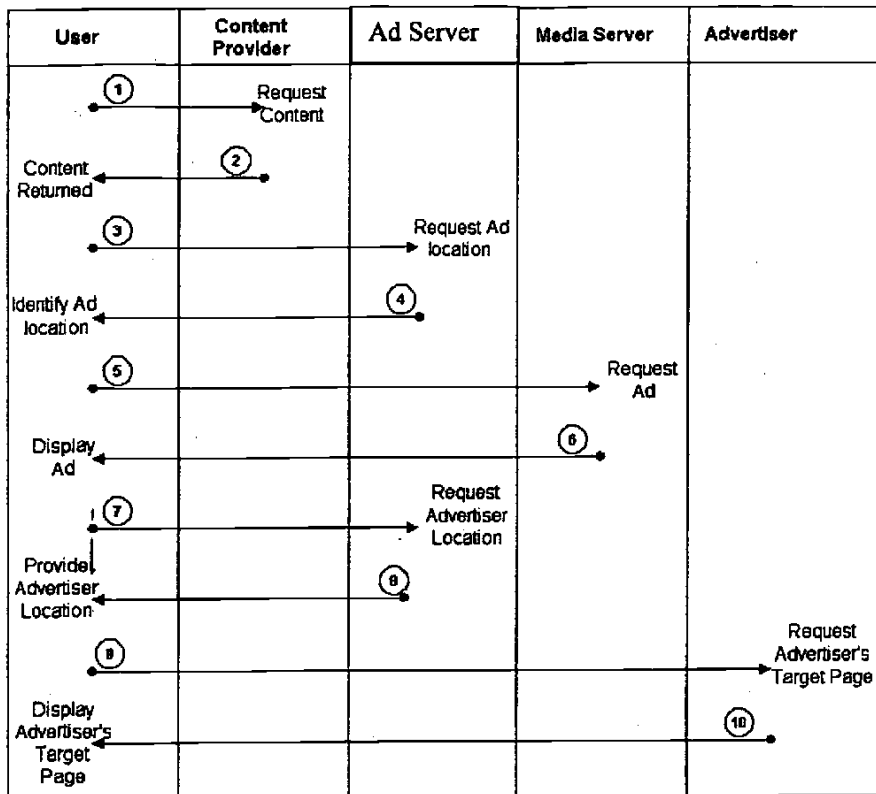 User
Content
Provider
Ad Server
Media Server
Advertiser
1
Request
Content
2
Content
Returned
3
Request Ad
location
4
Identify Ad
location
5
Request
Ad
6
Display
Ad
7
Request
Advertiser
Location
Provide
Advertiser
Location
Request
Advertiser's
Target Page
Display
Advertiser's
Target
Page
10